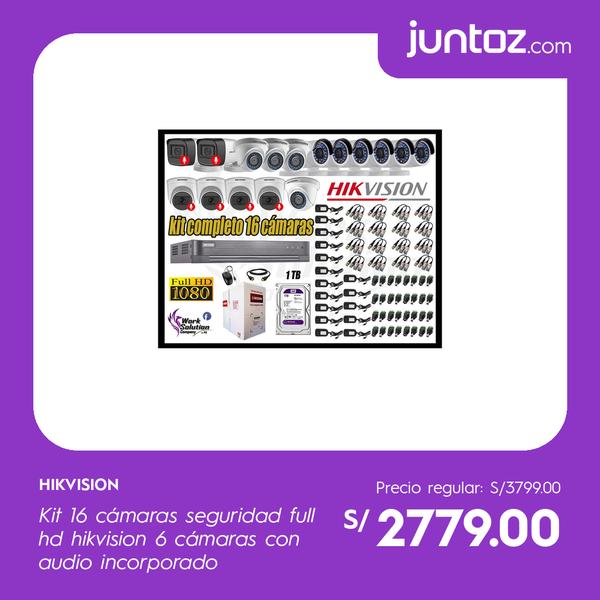 juntoz.com
HIKVISION
kit completo 16 cámaras
Full HD
1080
1 TB
Work
Solution
Company
HIKVISION
Precio regular: S/3799.00
Kit 16 cámaras seguridad full
hd hikvision 6 cámaras con
audio incorporado
S/ 2779.00